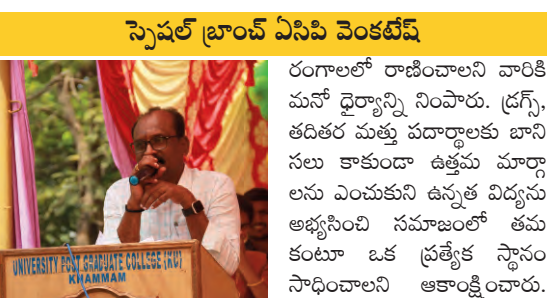 స్పెషల్ బ్రాంచ్ ఏసిపి వెంకటేష్
రంగాలలో రాణించాలని వారికి
మనో ధైర్యాన్ని నింపారు. డ్రగ్స్,
తదితర మత్తు పదార్థాలకు బాని
సలు కాకుండా ఉత్తమ మార్గా
లను ఎంచుకుని ఉన్నత విద్యను
అభ్యసించి సమాజంలో తమ
కంటూ ఒక ప్రత్యేక స్థానం
సాధించాలని ఆకాంక్షించారు.
UNIVERSITY POST GRADUATE COLLEGE (KU)
KHAMMAM